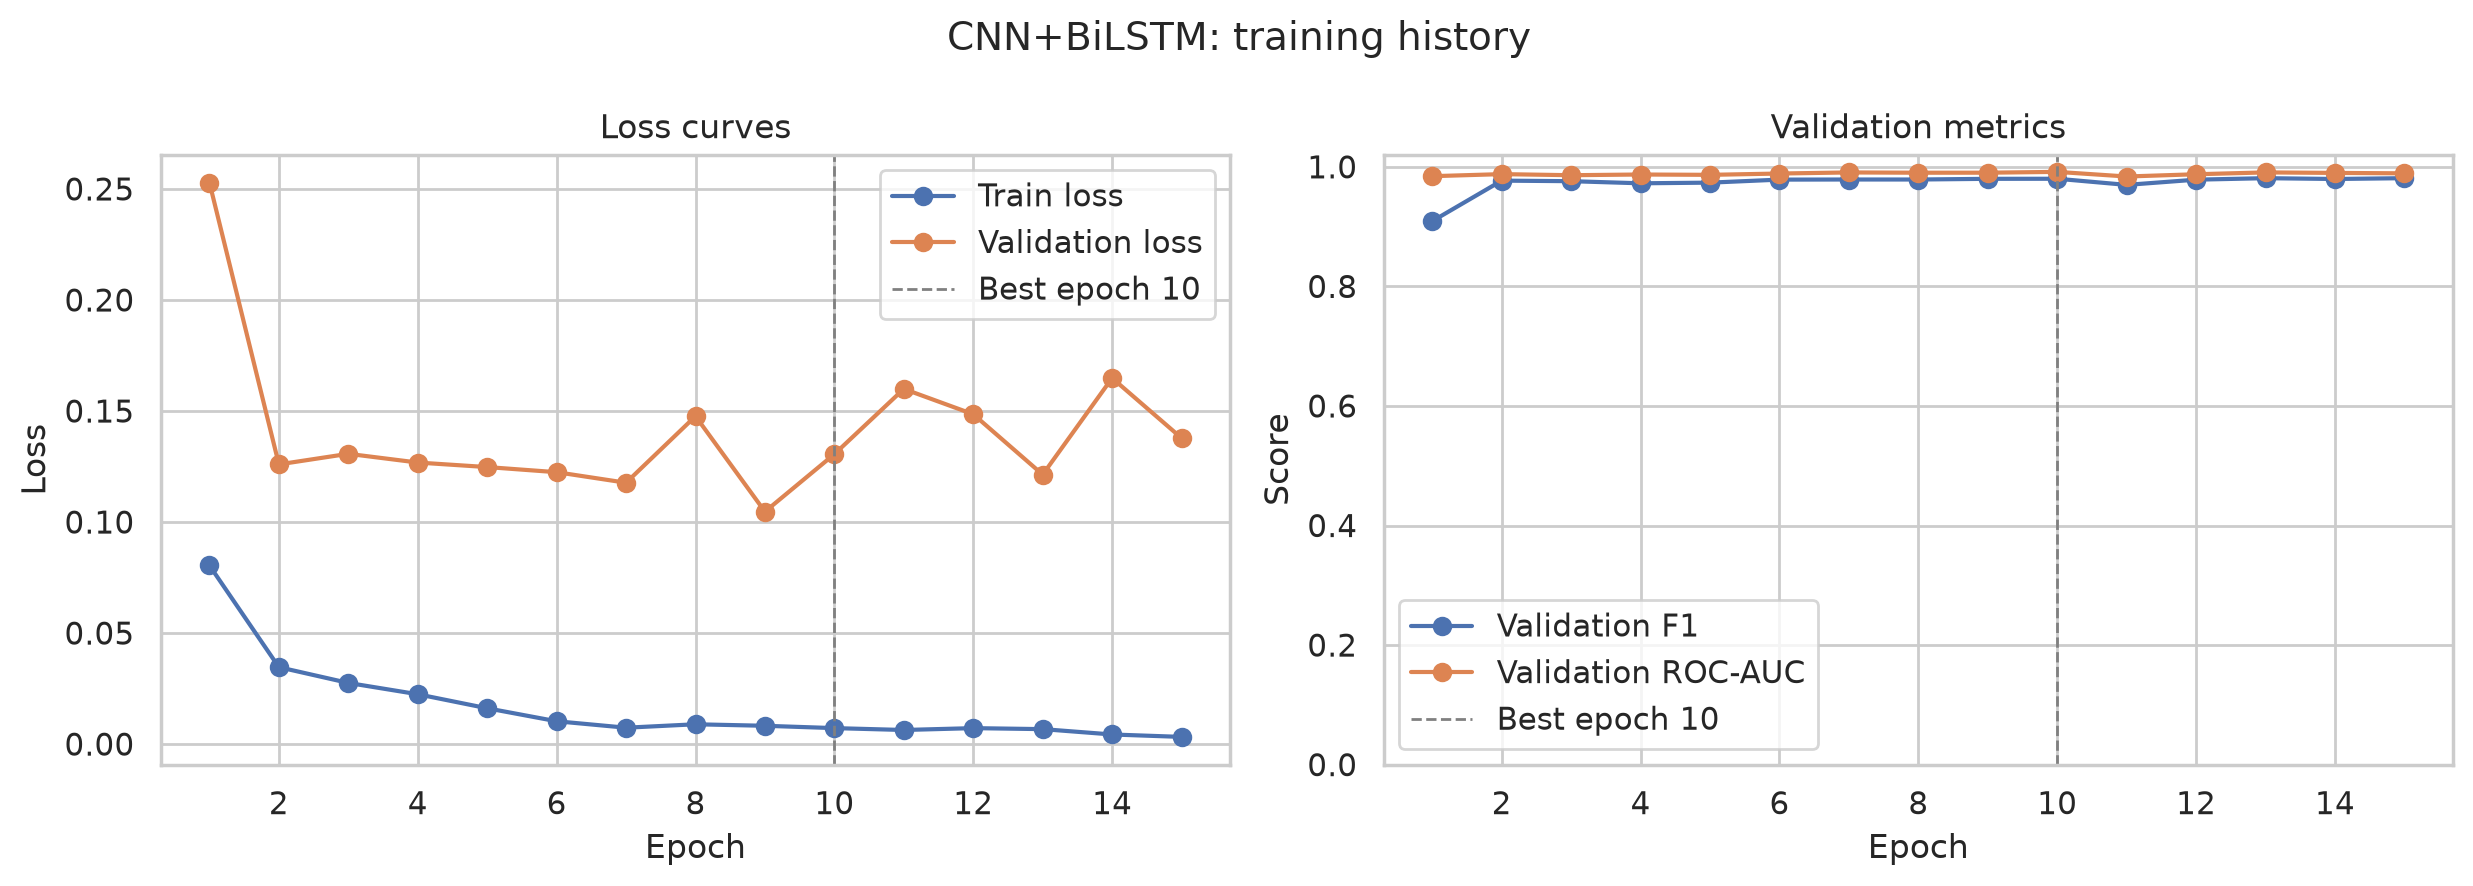 CNN+BiLSTM: training history
Loss curves
0.25
0.20
0.15
0.10
0.05
0.00
Loss
2 4 6 8 10 12 14
Epoch
Train loss
Validation loss
Best epoch 10
Validation metrics
1.0
0.8
0.6
0.4
0.2
0.0
Score
2 4 6 8 10 12 14
Epoch
Validation F1
Validation ROC-AUC
Best epoch 10